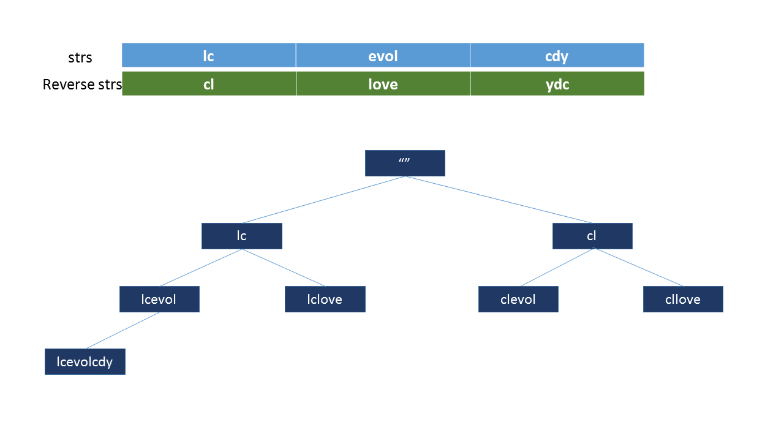 strs lc evol cdy
Reverse strs cl love ydc
“”
lc cl
lcevol lclove clevol cllove
lcevolcdy